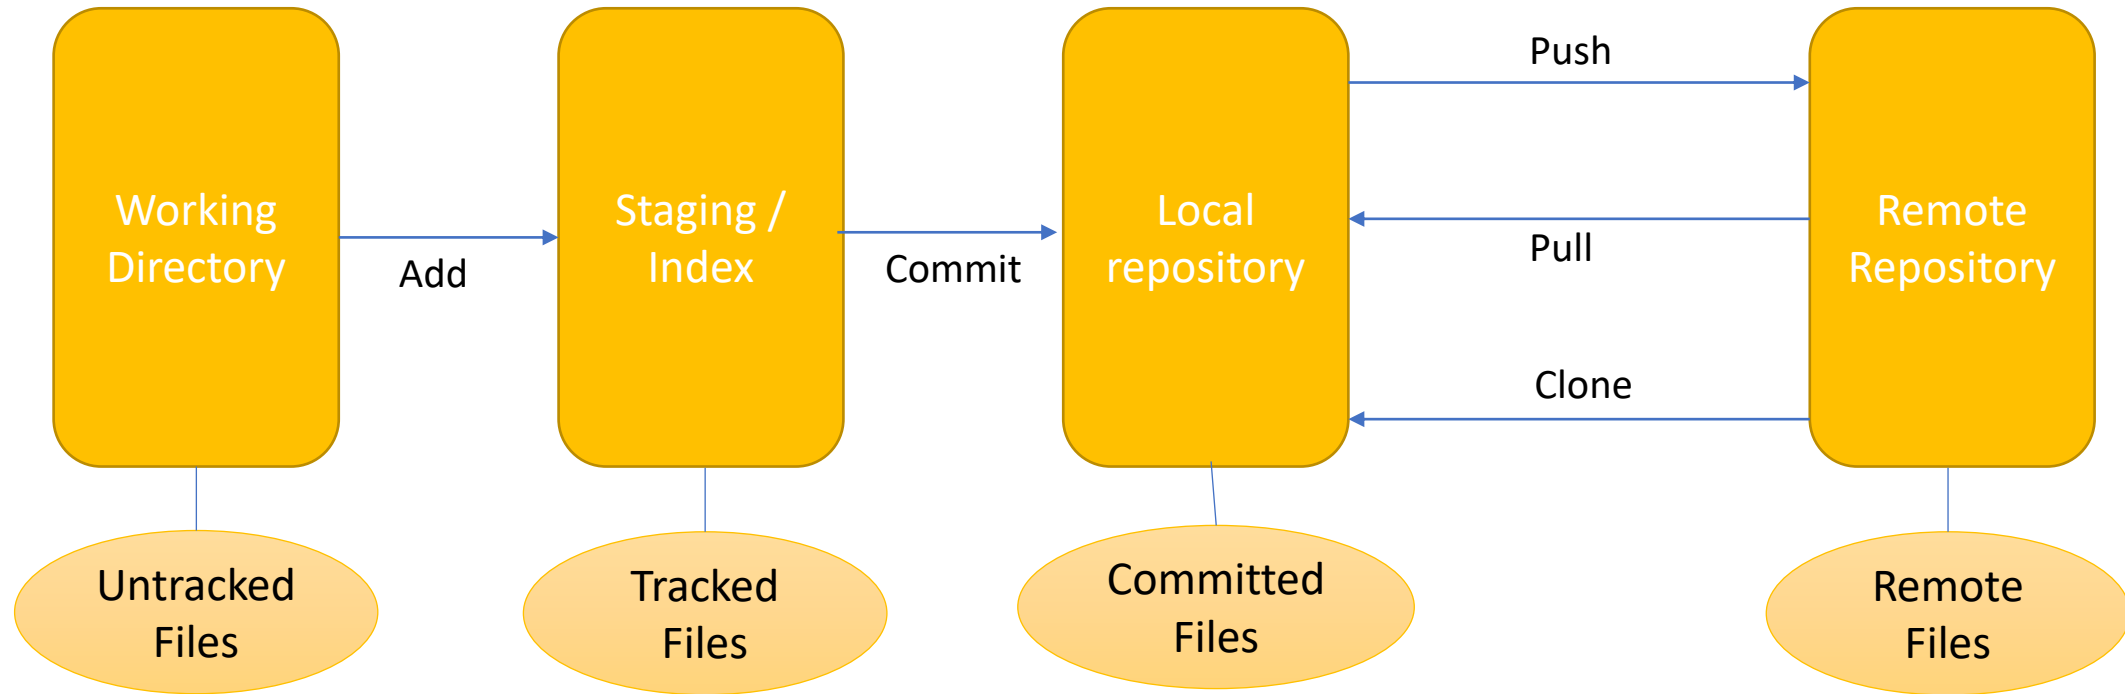 Working
Directory
Add
Staging /
Index
Commit
Local
repository
Push
Pull
Clone
Remote
Repository
Untracked
Files
Tracked
Files
Committed
Files
Remote
Files